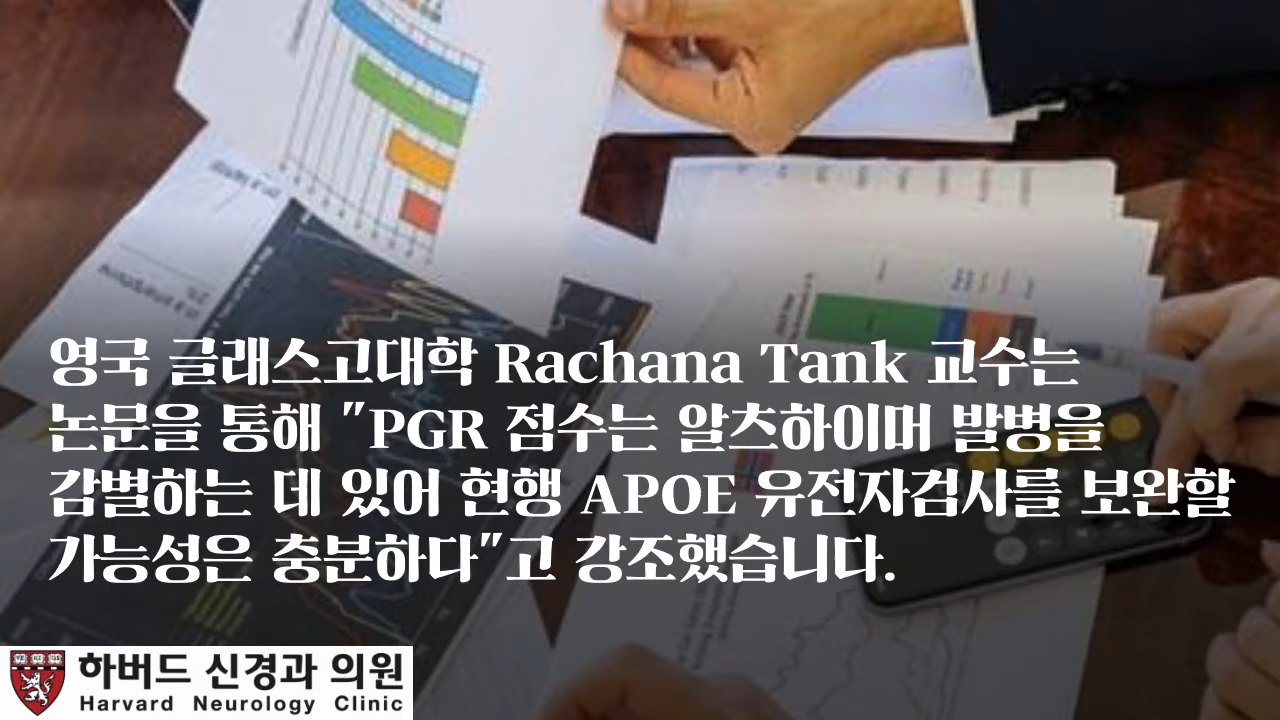 영국 글래스고대학 Rachana Tank 교수는
논문을 통해 "PGR 점수는 알츠하이머 발병을
감별하는 데 있어 현행 APOE 유전자검사를 보완할
가능성은 충분하다"고 강조했습니다.
하버드 신경과 의원
Harvard Neurology Clinic